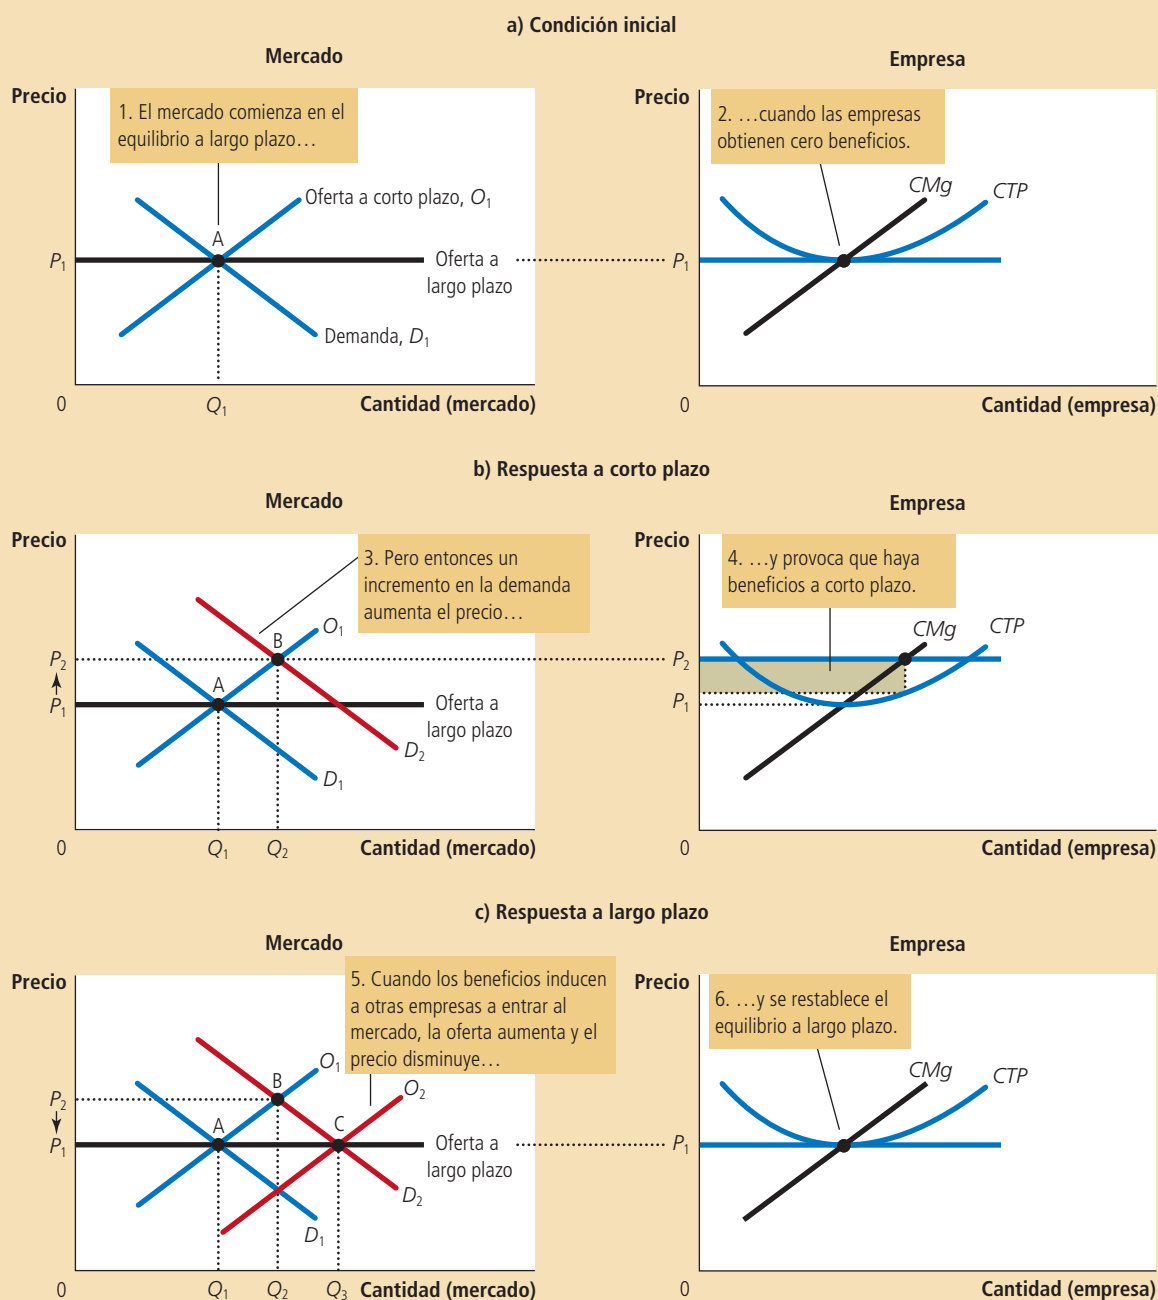 a) Condición inicial
Mercado
Empresa
Precio
1. El mercado comienza en el
equilibrio a largo plazo…
Oferta a corto plazo, O1
A
P1
Oferta a
largo plazo
Demanda, D1
0
Q1
Cantidad (mercado)
Precio
2. …cuando las empresas
obtienen cero beneficios.
CMg
CTP
P1
0
Cantidad (empresa)
b) Respuesta a corto plazo
Mercado
Empresa
Precio
3. Pero entonces un
incremento en la demanda
aumenta el precio…
O1
B
P2
A
P1
Oferta a
largo plazo
D2
D1
0
Q1
Q2
Cantidad (mercado)
Precio
4. …y provoca que haya
beneficios a corto plazo.
CMg
CTP
P2
P1
0
Cantidad (empresa)
c) Respuesta a largo plazo
Mercado
Empresa
Precio
5. Cuando los beneficios inducen
a otras empresas a entrar al
mercado, la oferta aumenta y el
precio disminuye…
O1
B
O2
P2
A
C
P1
Oferta a
largo plazo
D2
D1
0
Q1
Q2
Q3
Cantidad (mercado)
Precio
6. …y se restablece el
equilibrio a largo plazo.
CMg
CTP
P1
0
Cantidad (empresa)